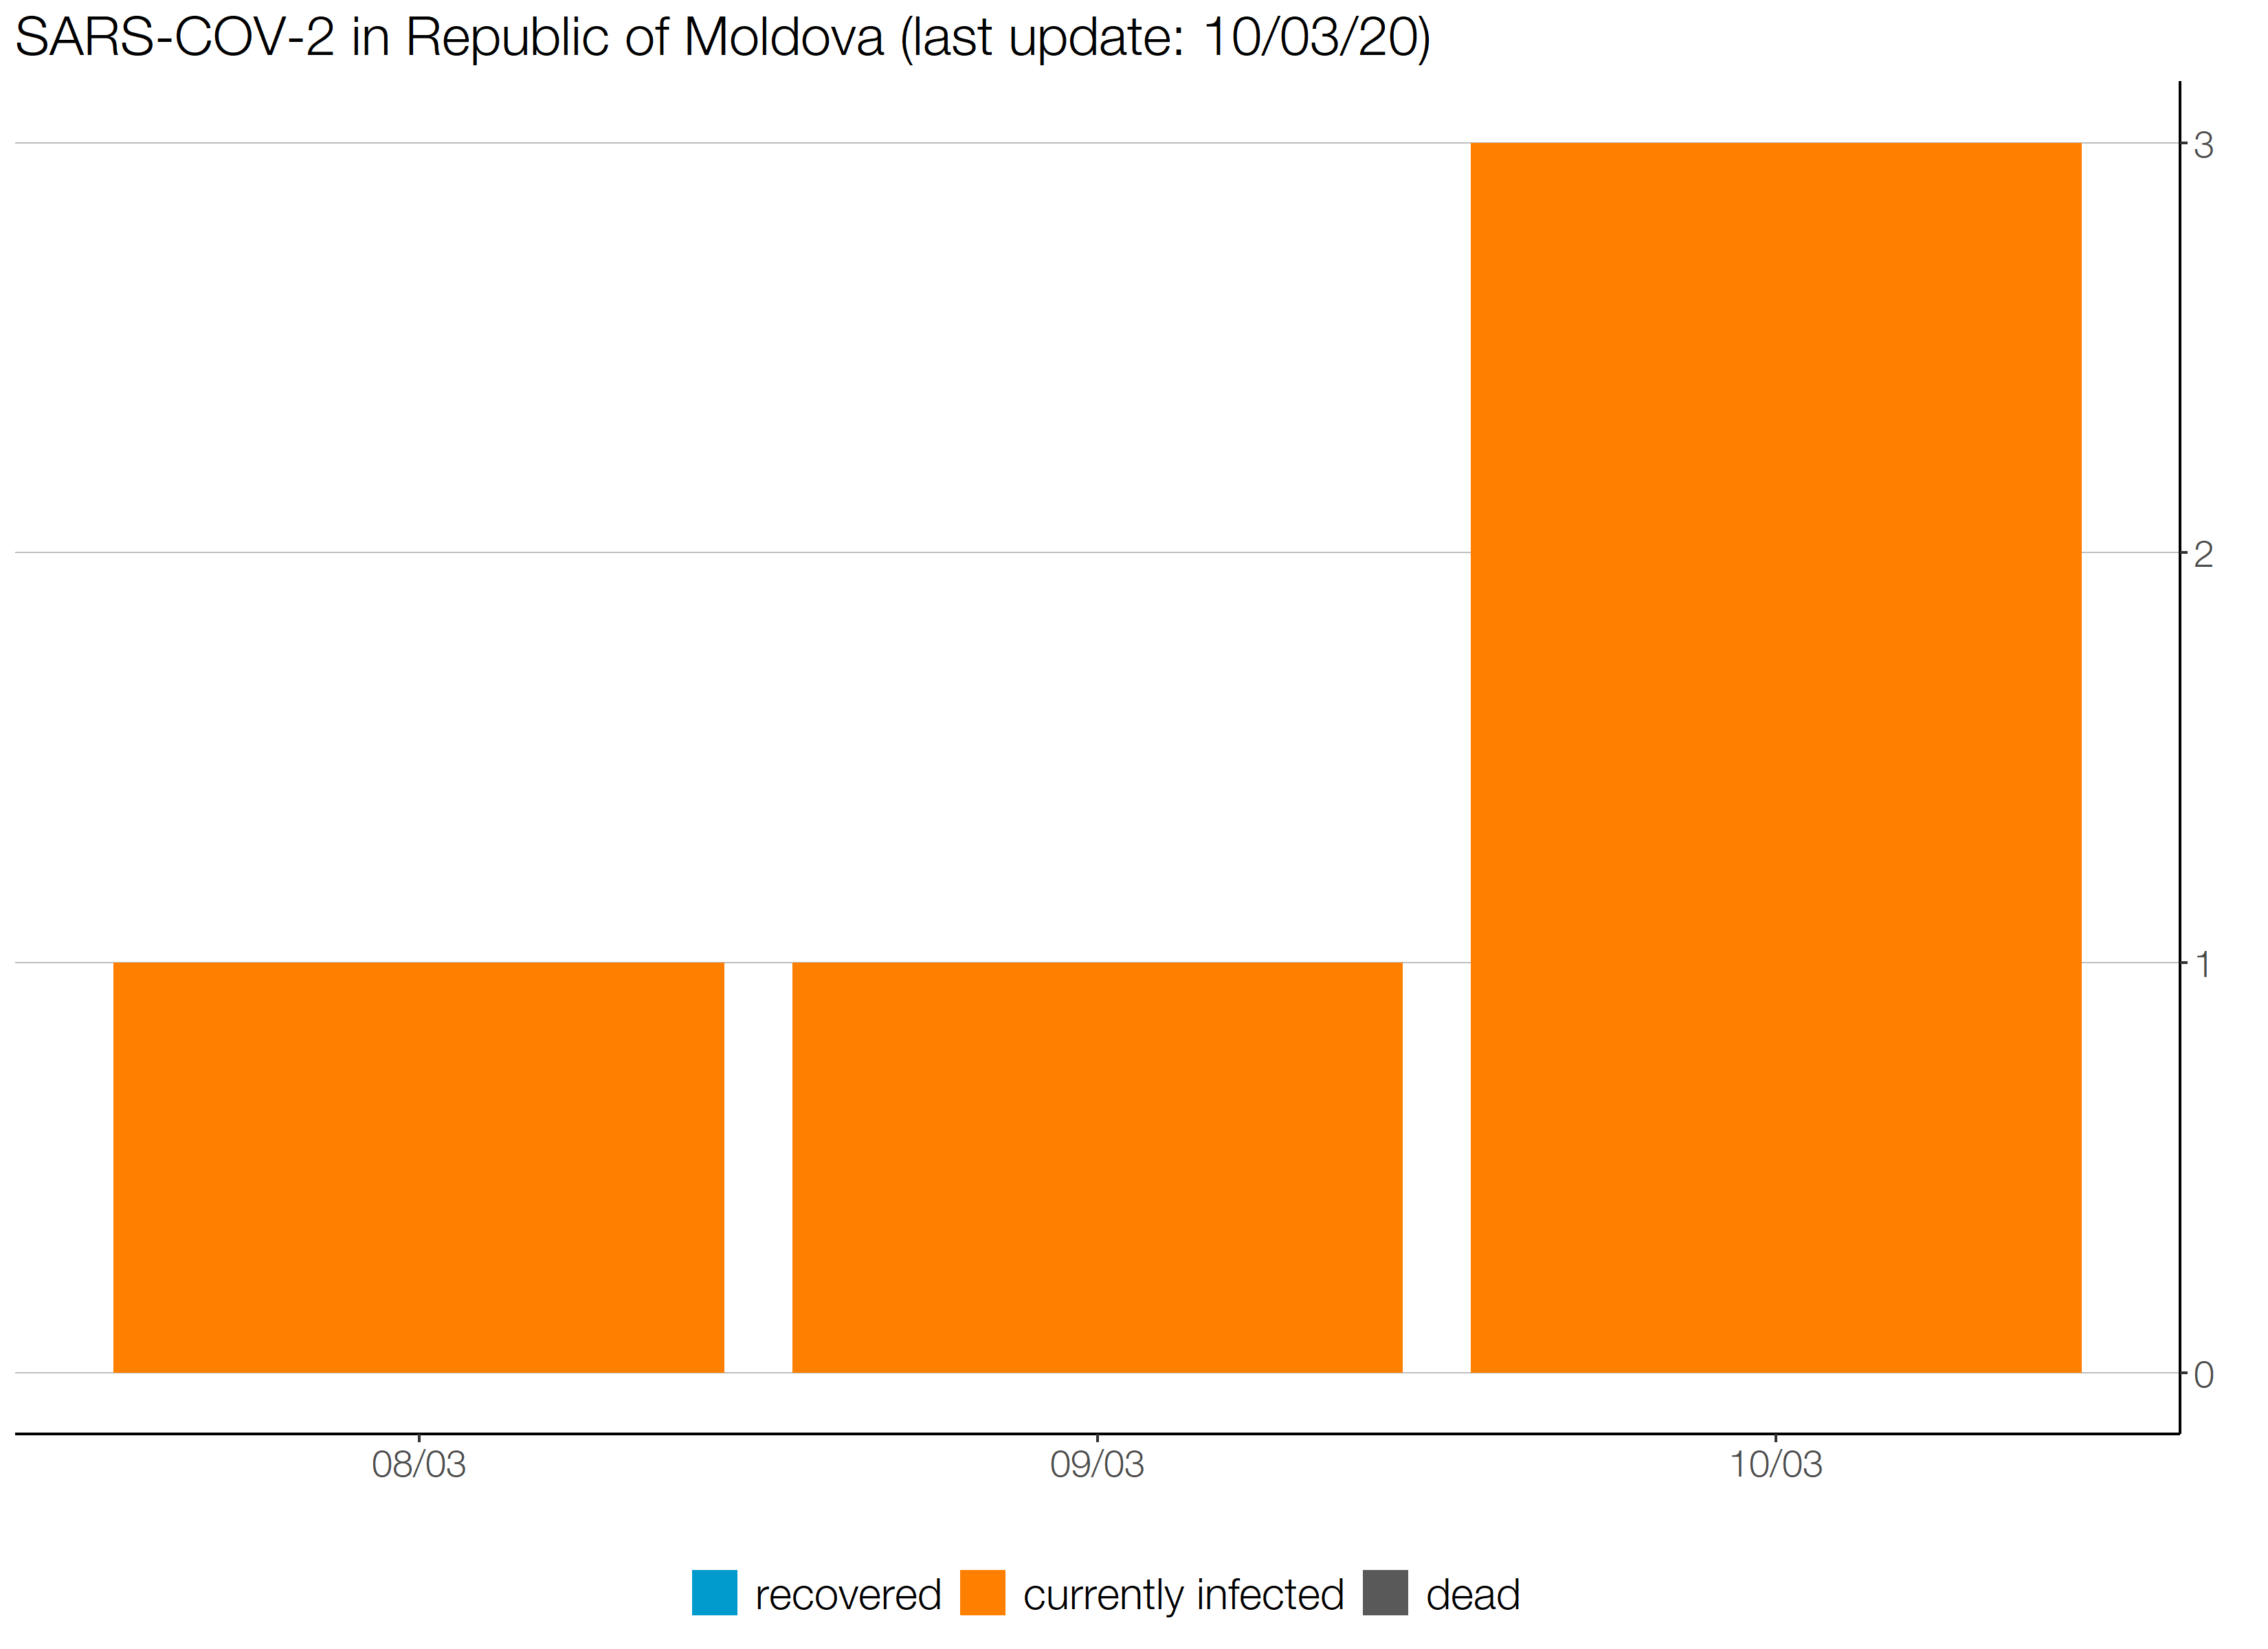 SARS-COV-2 in Republic of Moldova (last update: 10/03/20)
3
2
1
0
08/03 09/03 10/03
recovered currently infected dead